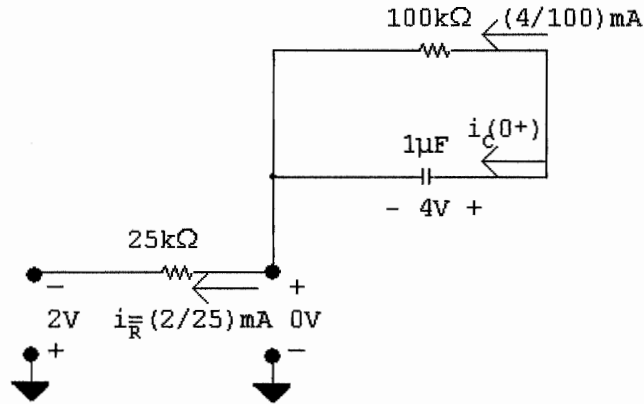 100kΩ (4/100)mA
1µF i_C(0+)
- 4V +
25kΩ
- +
2V i_R=(2/25)mA 0V
+ -